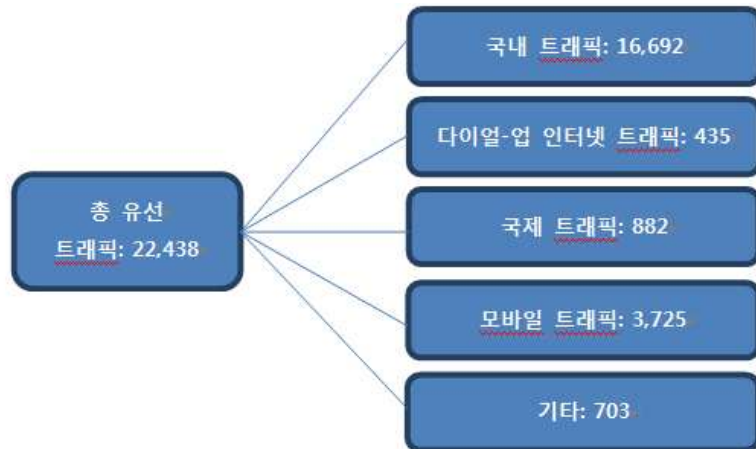 총 유선
트래픽: 22,438
국내 트래픽: 16,692
다이얼-업 인터넷 트래픽: 435
국제 트래픽: 882
모바일 트래픽: 3,725
기타: 703